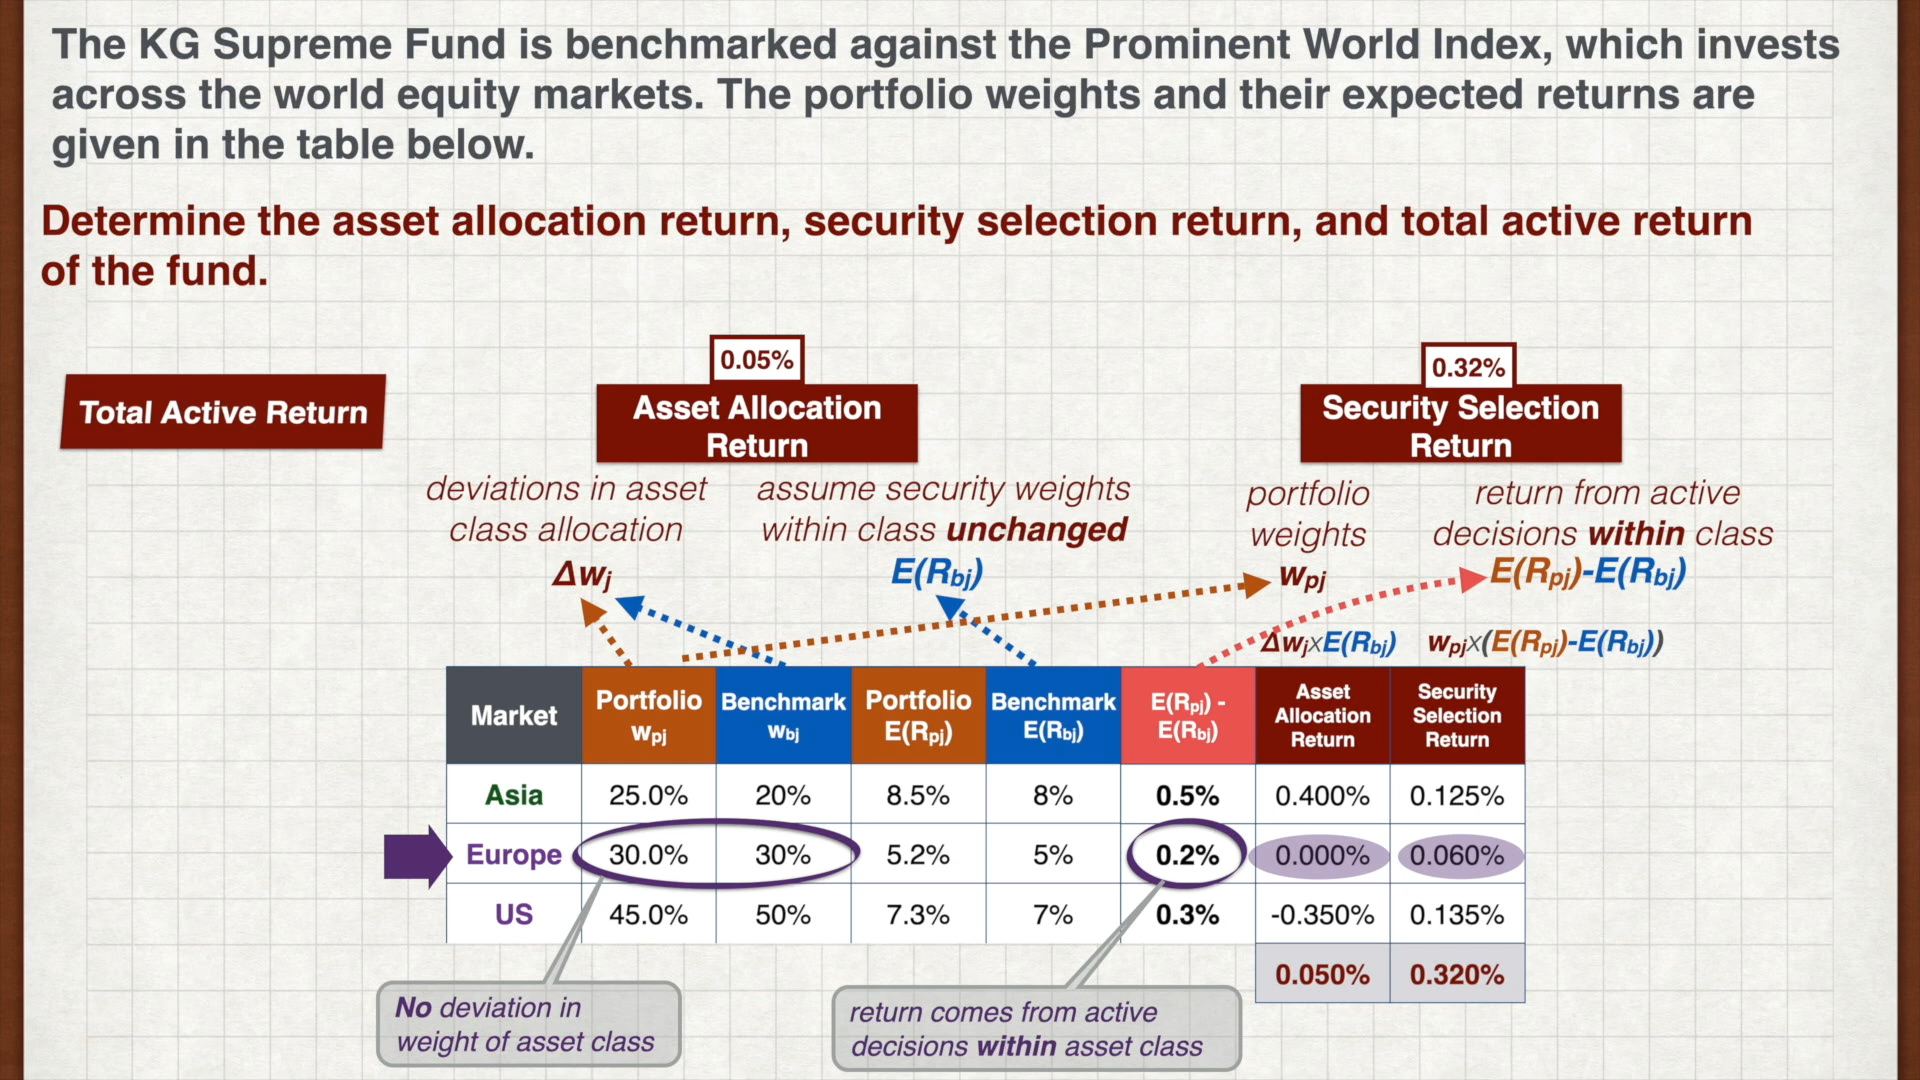 The KG Supreme Fund is benchmarked against the Prominent World Index, which invests
across the world equity markets. The portfolio weights and their expected returns are
given in the table below.
Determine the asset allocation return, security selection return, and total active return
of the fund.
Total Active Return
0.05%
Asset Allocation
Return
0.32%
Security Selection
Return
deviations in asset
class allocation
assume security weights
within class unchanged
portfolio
weights
return from active
decisions within class
Δwj
E(Rbj)
wpj
E(Rpj)-E(Rbj)
ΔwjxE(Rbj)
wpjx(E(Rpj)-E(Rbj))
Market
Portfolio
wpj
Benchmark
wbj
Portfolio
E(Rpj)
Benchmark
E(Rbj)
E(Rpj) -
E(Rbj)
Asset
Allocation
Return
Security
Selection
Return
Asia 25.0% 20% 8.5% 8% 0.5% 0.400% 0.125%
Europe 30.0% 30% 5.2% 5% 0.2% 0.000% 0.060%
US 45.0% 50% 7.3% 7% 0.3% -0.350% 0.135%
0.050% 0.320%
No deviation in
weight of asset class
return comes from active
decisions within asset class